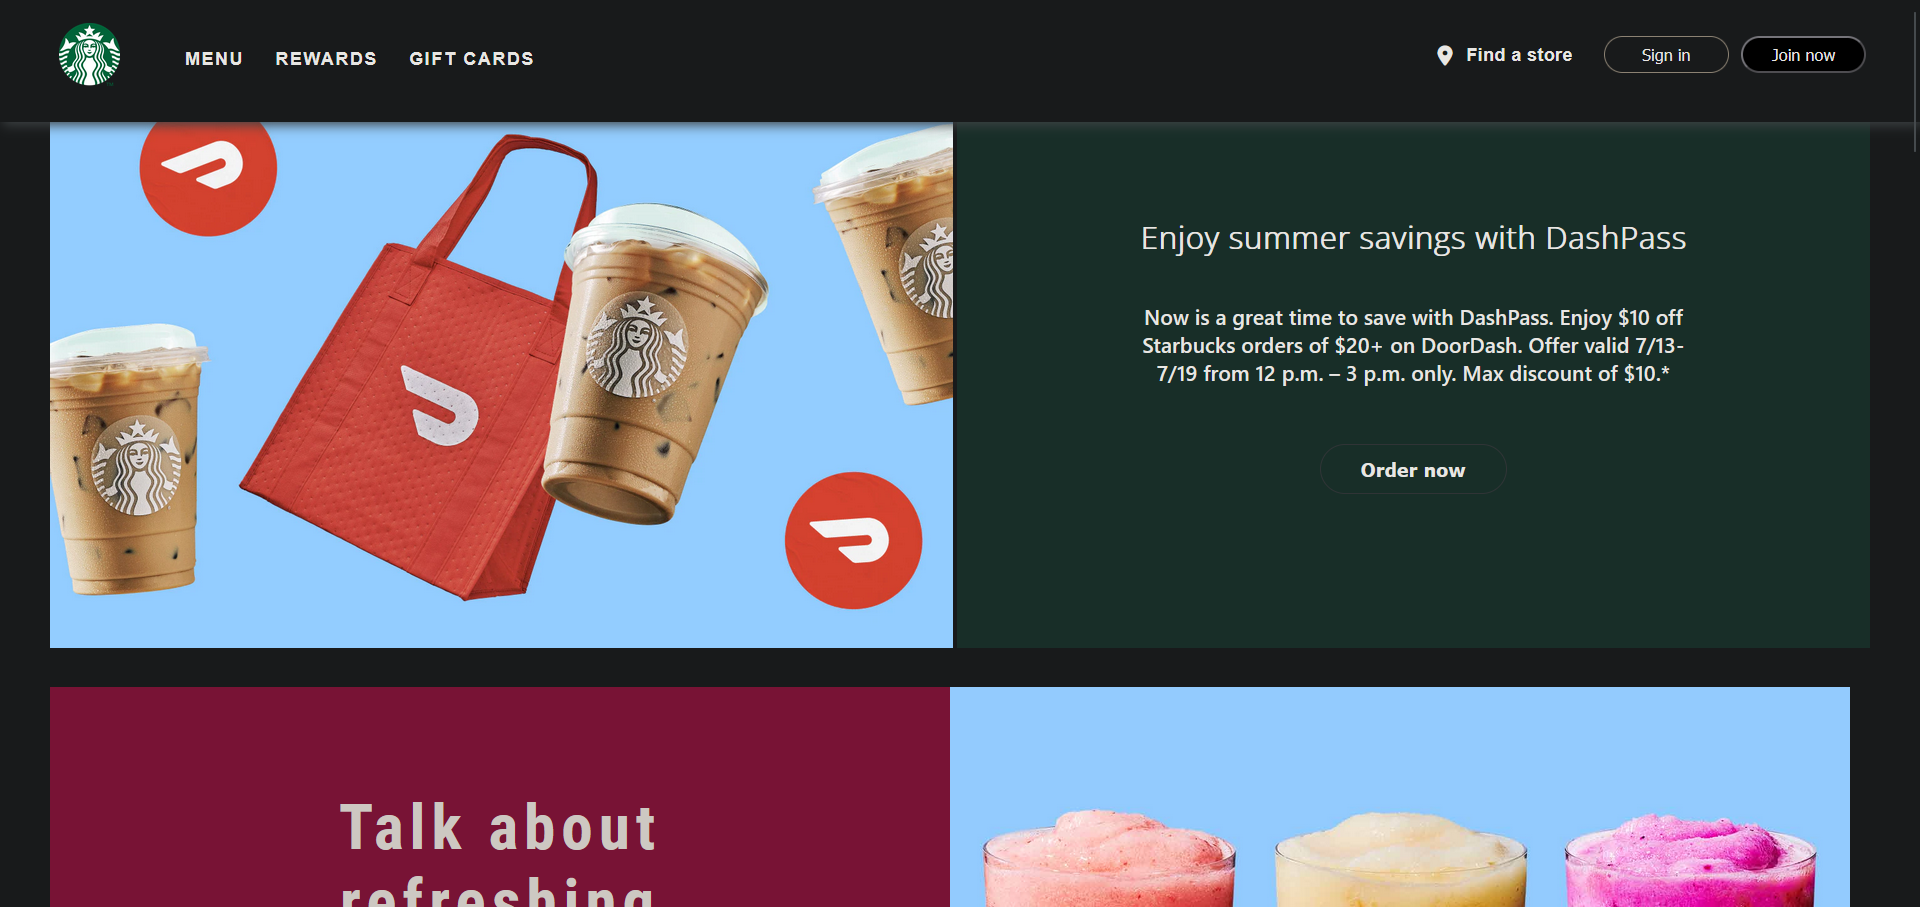 MENU REWARDS GIFT CARDS Find a store Sign in Join now
Enjoy summer savings with DashPass
Now is a great time to save with DashPass. Enjoy $10 off
Starbucks orders of $20+ on DoorDash. Offer valid 7/13-
7/19 from 12 p.m. – 3 p.m. only. Max discount of $10.*
Order now
Talk about
refreshing